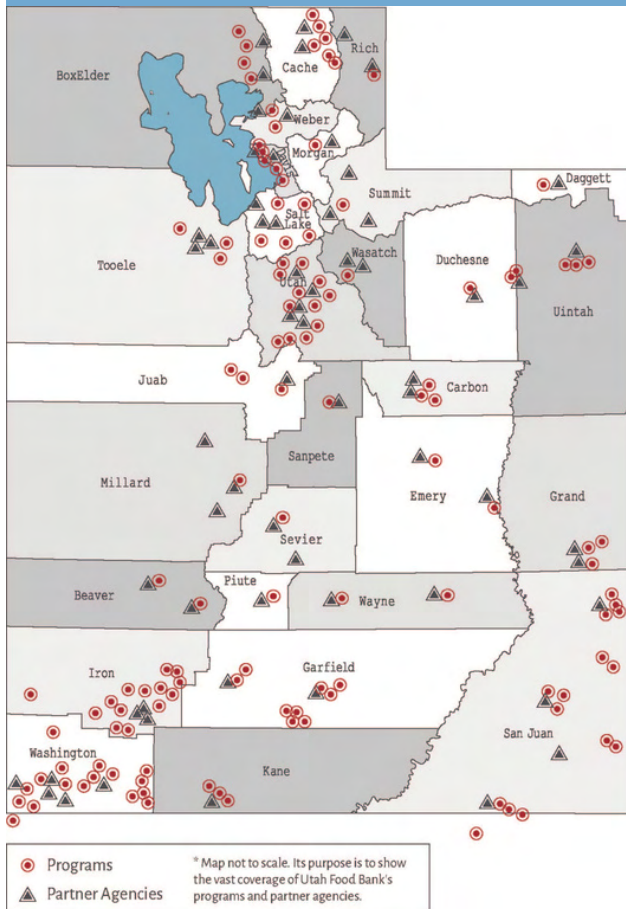 Rich
BoxElder
Cache
Weber
Morgan
Daggett
Summit
Salt
Lake
Wasatch
Duchesne
Tooele
Utah
Uintah
Juab
Carbon
Sanpete
Millard
Emery
Grand
Sevier
Piute
Beaver
Wayne
Iron
Garfield
San Juan
Washington
Kane
Programs
Partner Agencies
* Map not to scale. Its purpose is to show
the vast coverage of Utah Food Bank's
programs and partner agencies.